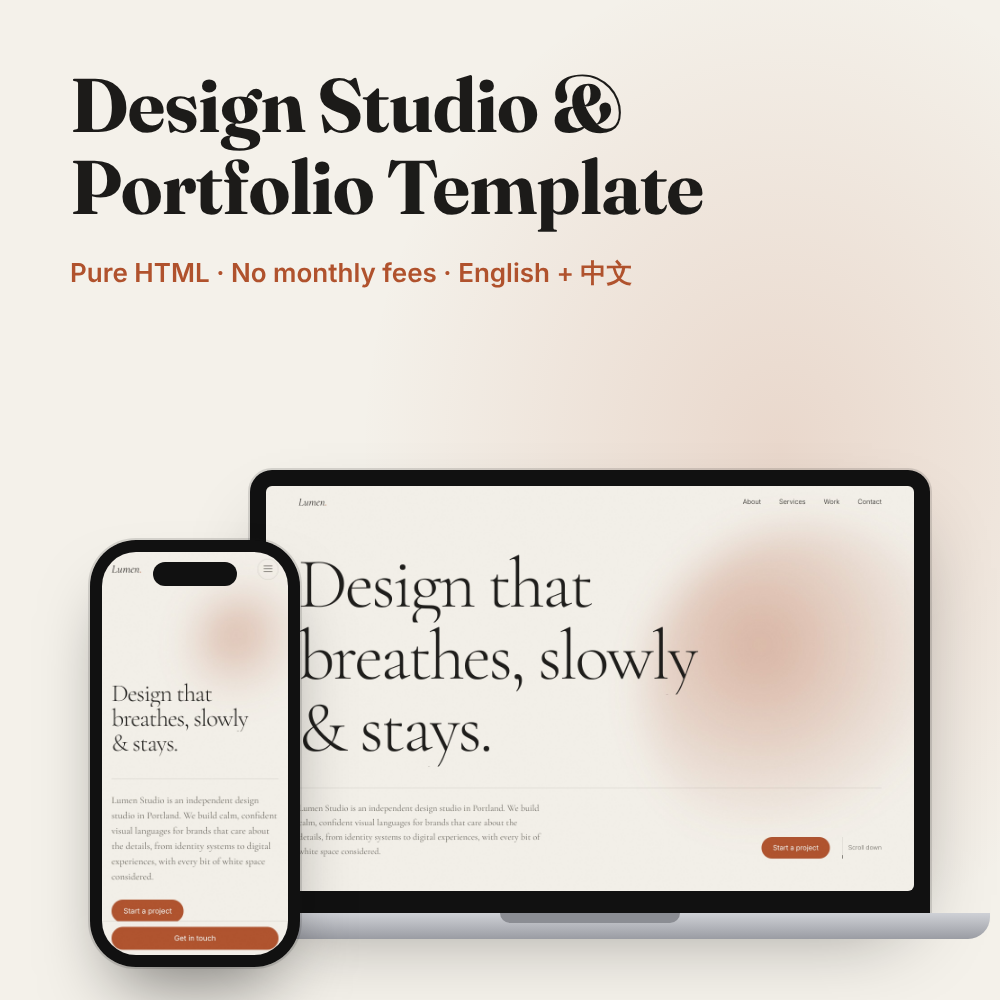 Design Studio &
Portfolio Template
Pure HTML · No monthly fees · English + 中文
Lumen.
About Services Work Contact
Design that
breathes, slowly
& stays.
Lumen Studio is an independent design studio in Portland. We build
calm, confident visual languages for brands that care about the
details, from identity systems to digital experiences, with every bit of
white space considered.
Start a project
Scroll down
Lumen.
Design that
breathes, slowly
& stays.
Lumen Studio is an independent design
studio in Portland. We build calm, confident
visual languages for brands that care about
the details, from identity systems to digital
experiences, with every bit of white space
considered.
Start a project
Get in touch